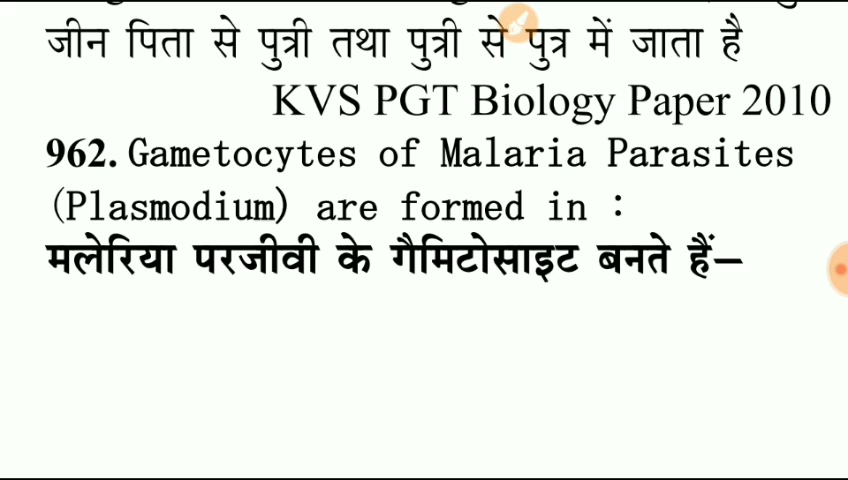 जीन पिता से पुत्री तथा पुत्री से पुत्र में जाता है
KVS PGT Biology Paper 2010
962. Gametocytes of Malaria Parasites
(Plasmodium) are formed in :
मलेरिया परजीवी के गैमिटोसाइट बनते हैं–